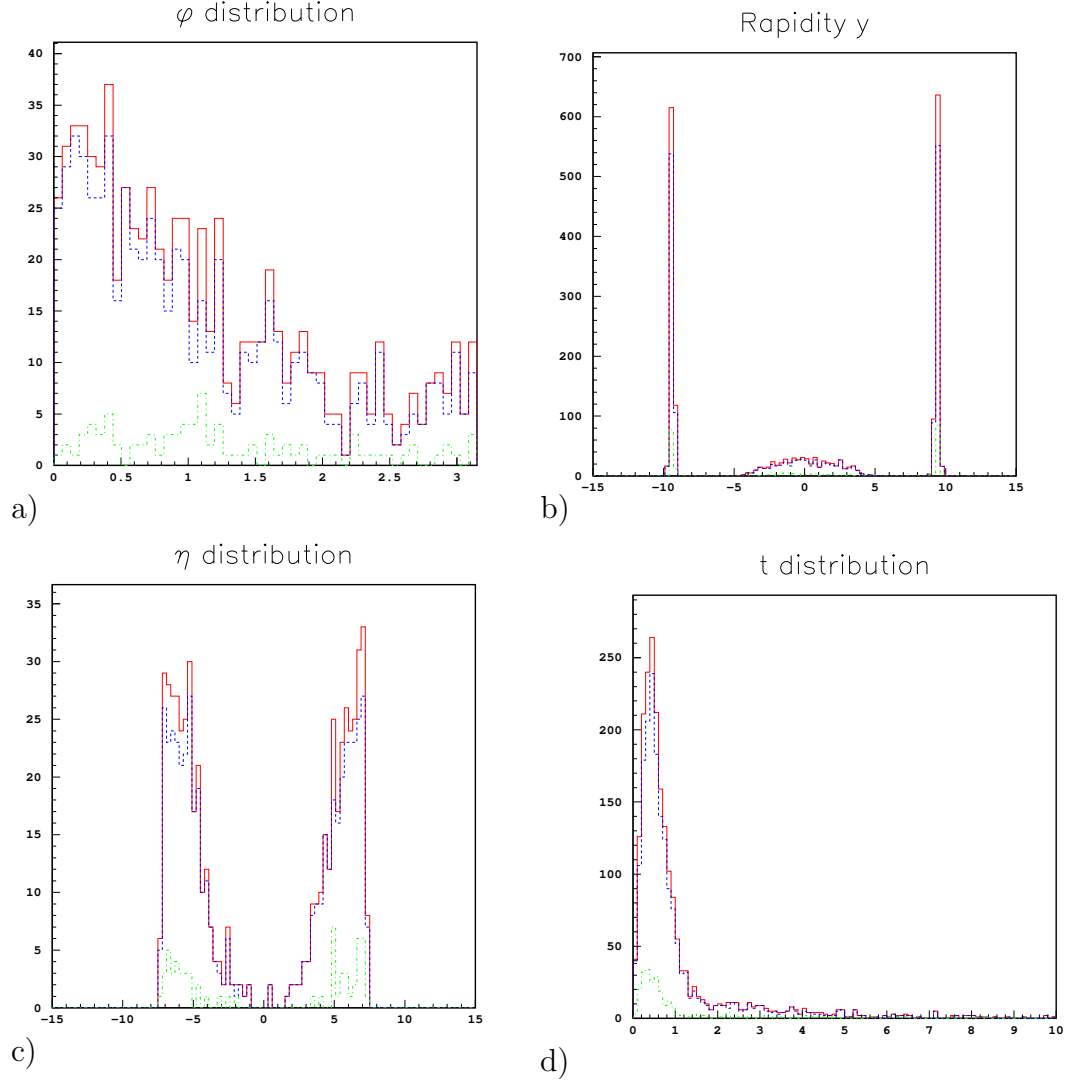 φ distribution
40
35
30
25
20
15
10
5
0
0 0.5 1 1.5 2 2.5 3
a)
Rapidity y
700
600
500
400
300
200
100
0
−15 −10 −5 0 5 10 15
b)
η distribution
35
30
25
20
15
10
5
0
−15 −10 −5 0 5 10 15
c)
t distribution
250
200
150
100
50
0
0 1 2 3 4 5 6 7 8 9 10
d)